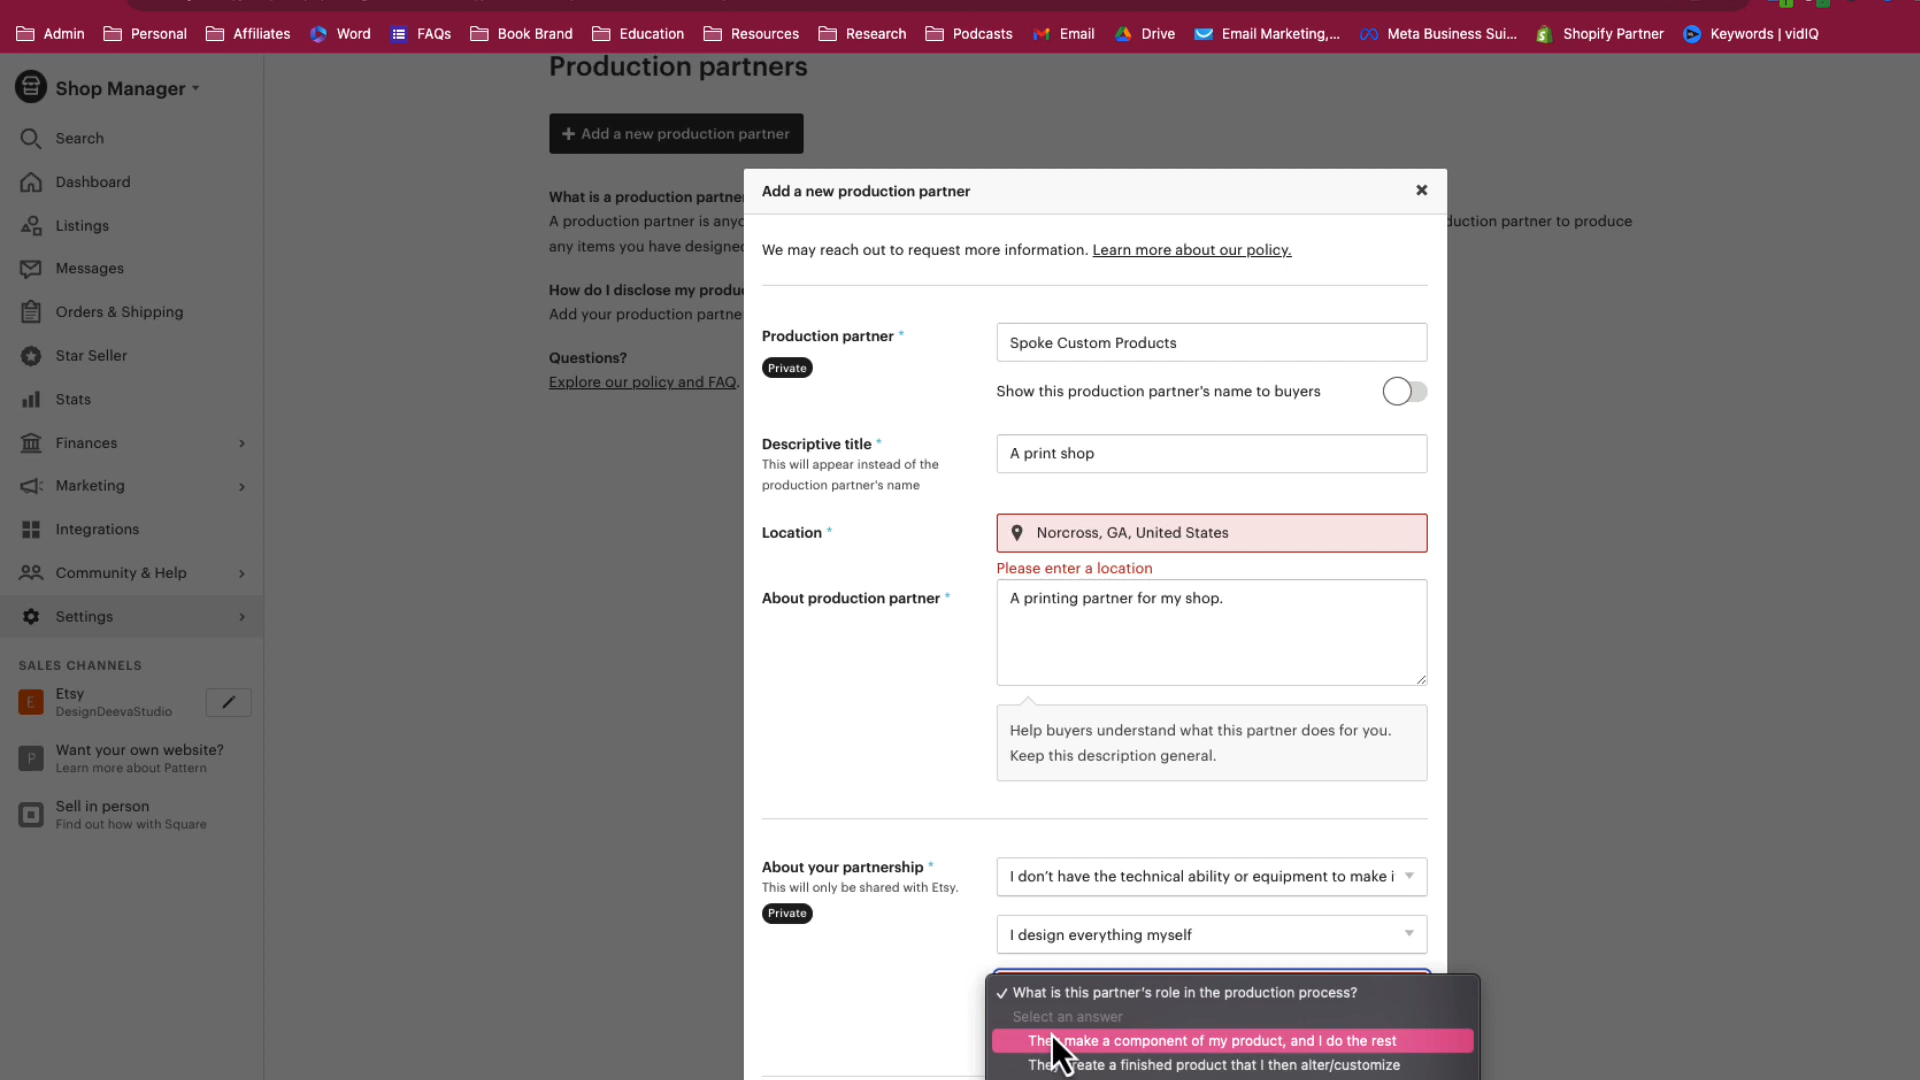 Admin
Personal
Affiliates
Word
FAQs
Book Brand
Education
Resources
Research
Podcasts
Email
Drive
Email Marketing,...
Meta Business Sui...
Shopify Partner
Keywords | vidIQ
Shop Manager
Search
Dashboard
Listings
Messages
Orders & Shipping
Star Seller
Stats
Finances
Marketing
Integrations
Community & Help
Settings
SALES CHANNELS
E
Etsy
DesignDeevaStudio
P
Want your own website?
Learn more about Pattern
Sell in person
Find out how with Square
Production partners
+ Add a new production partner
What is a production partne
A production partner is anyo
duction partner to produce
any items you have designed
How do I disclose my produ
Add your production partne
Questions?
Explore our policy and FAQ.
Add a new production partner
We may reach out to request more information. Learn more about our policy.
Production partner *
Private
Spoke Custom Products
Show this production partner's name to buyers
Descriptive title *
This will appear instead of the
production partner's name
A print shop
Location *
Norcross, GA, United States
Please enter a location
About production partner *
A printing partner for my shop.
Help buyers understand what this partner does for you.
Keep this description general.
About your partnership *
This will only be shared with Etsy.
Private
I don't have the technical ability or equipment to make i
I design everything myself
✓ What is this partner's role in the production process?
Select an answer
make a component of my product, and I do the rest
a finished product that I then alter/customize